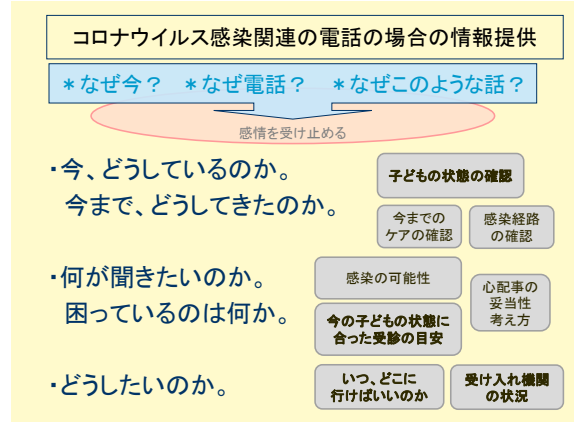 コロナウイルス感染関連の電話の場合の情報提供
＊なぜ今？　＊なぜ電話？　＊なぜこのような話？
感情を受け止める
・今、どうしているのか。
今まで、どうしてきたのか。
子どもの状態の確認
今までの
ケアの確認
感染経路
の確認
・何が聞きたいのか。
困っているのは何か。
感染の可能性
心配事の
妥当性
考え方
今の子どもの状態に
合った受診の目安
・どうしたいのか。
いつ、どこに
行けばいいのか
受け入れ機関
の状況